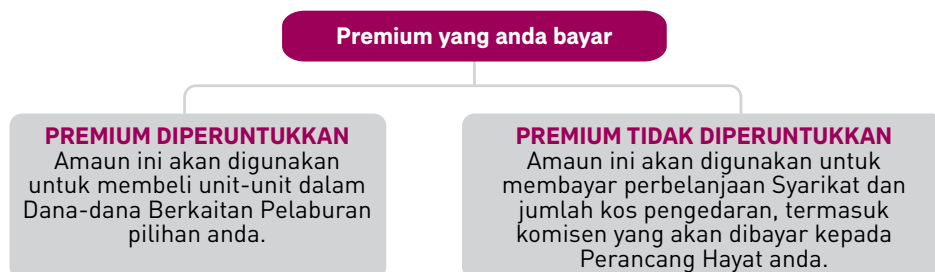 Premium yang anda bayar
PREMIUM DIPERUNTUKKAN
Amaun ini akan digunakan
untuk membeli unit-unit dalam
Dana-dana Berkaitan Pelaburan
pilihan anda.
PREMIUM TIDAK DIPERUNTUKKAN
Amaun ini akan digunakan untuk
membayar perbelanjaan Syarikat dan
jumlah kos pengedaran, termasuk
komisen yang akan dibayar kepada
Perancang Hayat anda.